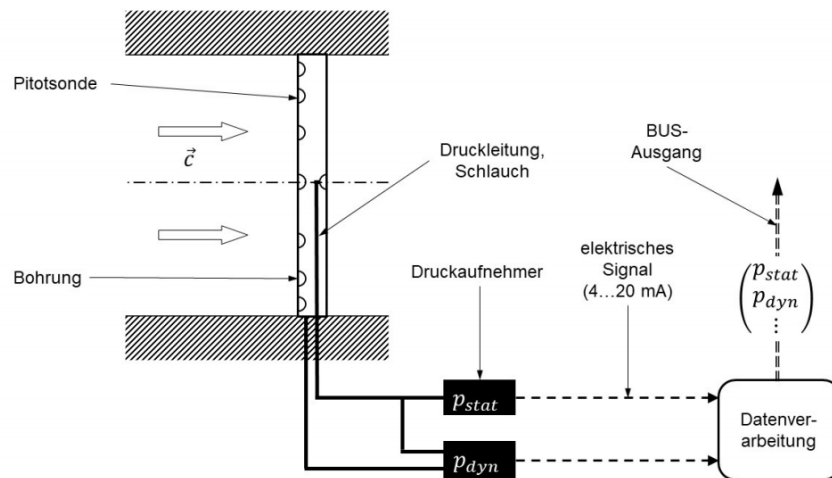 Pitotsonde
BUS-
Ausgang
Druckleitung,
Schlauch
c⃗
elektrisches
Signal
(4…20 mA)
Bohrung
Druckaufnehmer
p_stat
p_dyn
⋯
p_stat
p_dyn
Datenver-
arbeitung